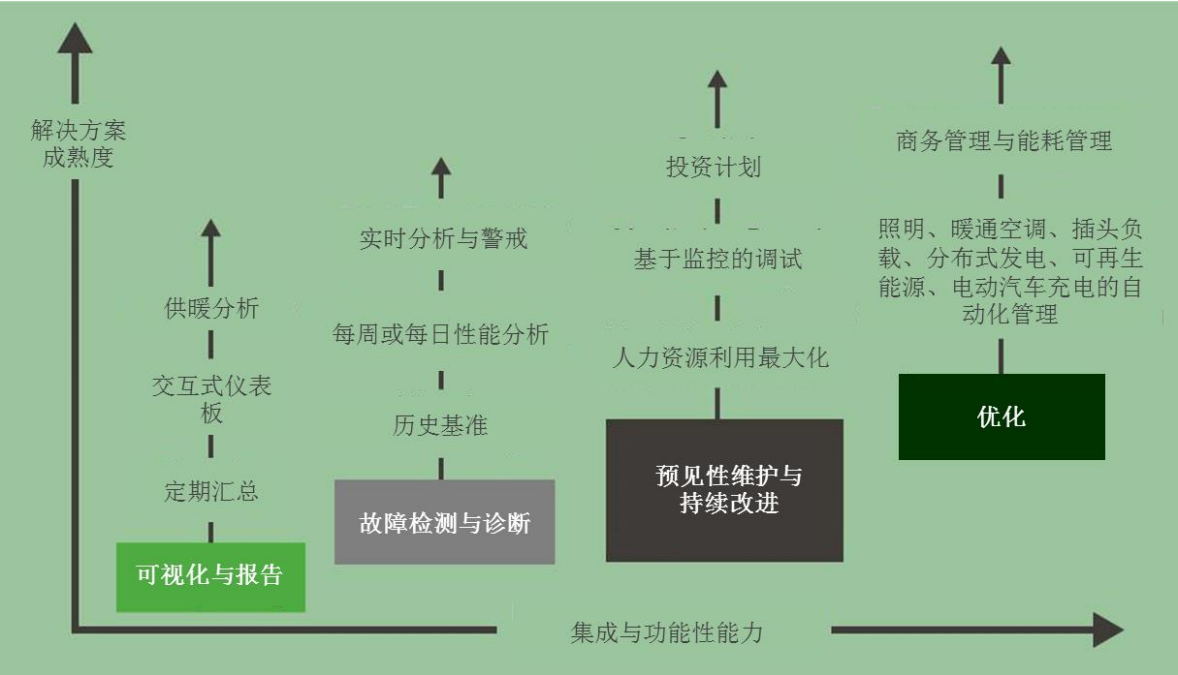 解决方案
成熟度
供暖分析
交互式仪表
板
定期汇总
可视化与报告
实时分析与警戒
每周或每日性能分析
历史基准
故障检测与诊断
投资计划
基于监控的调试
人力资源利用最大化
预见性维护与
持续改进
商务管理与能耗管理
照明、暖通空调、插头负
载、分布式发电、可再生
能源、电动汽车充电的自
动化管理
优化
集成与功能性能力